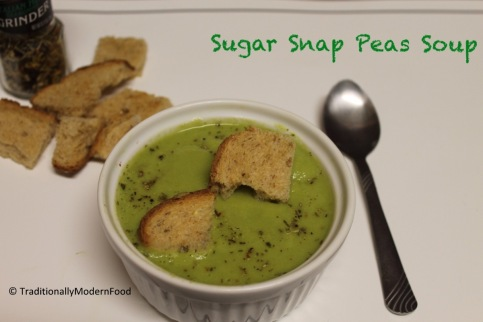 GRINDER
Sugar Snap Peas Soup
© TraditionallyModernFood